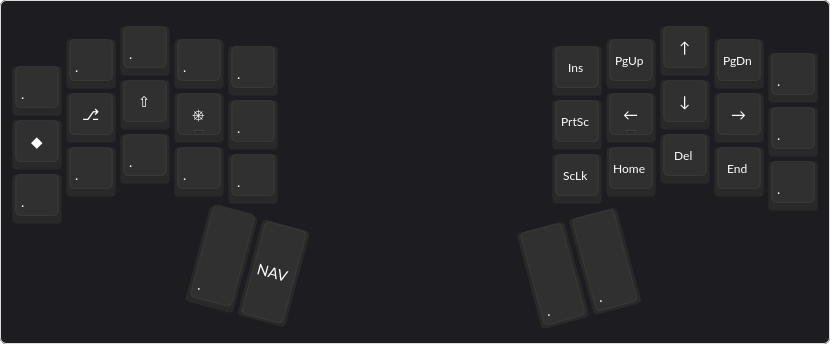 . . . . . Ins PgUp ↑ PgDn .
◆ ⎇ ⇧ ⎈ . PrtSc ← ↓ → .
. . . . . ScLk Home Del End .
. NAV . .